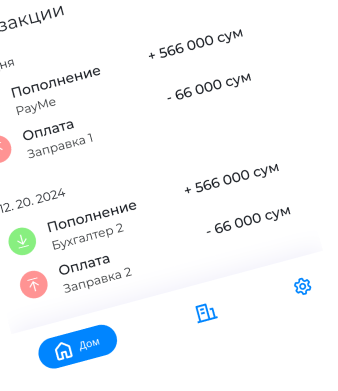 закции
ня
Пополнение + 566 000 сум
PayMe
Оплата - 66 000 сум
Заправка 1
12. 20. 2024
Пополнение + 566 000 сум
Бухгалтер 2
Оплата - 66 000 сум
Заправка 2
Дом